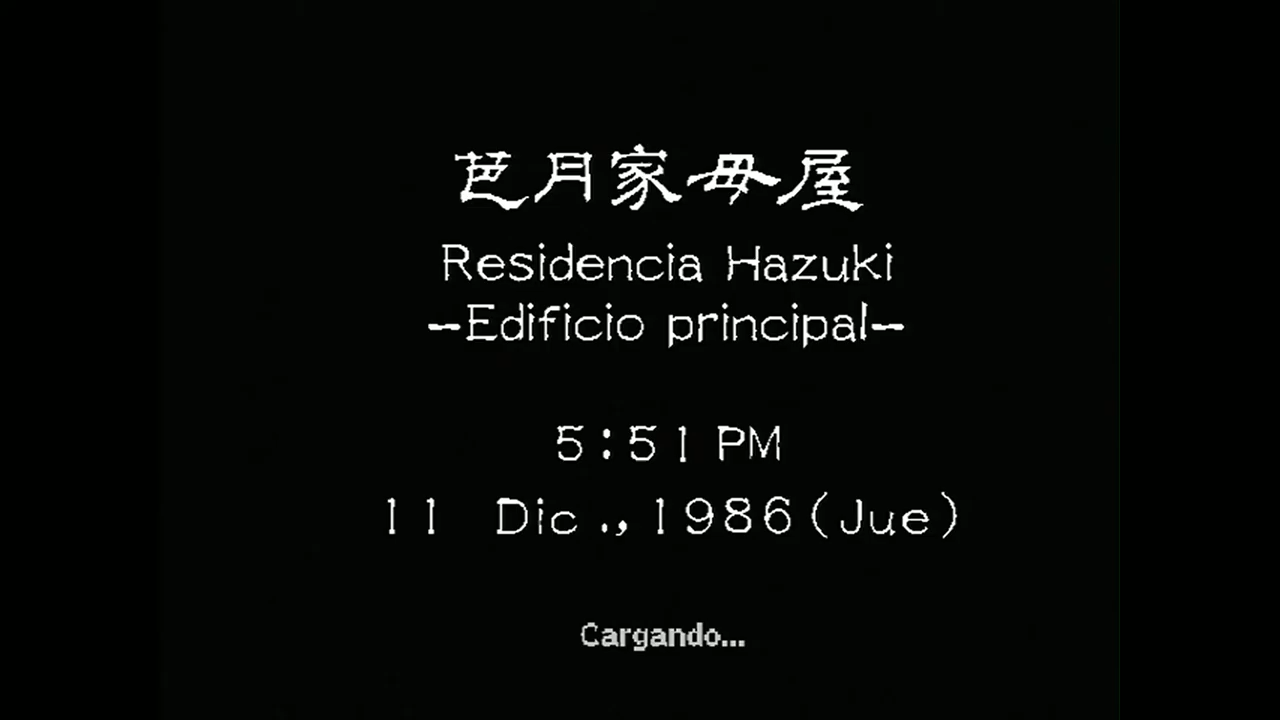 芭月家母屋
Residencia Hazuki
-Edificio principal-
5:51 PM
11 Dic.,1986(Jue)
Cargando...